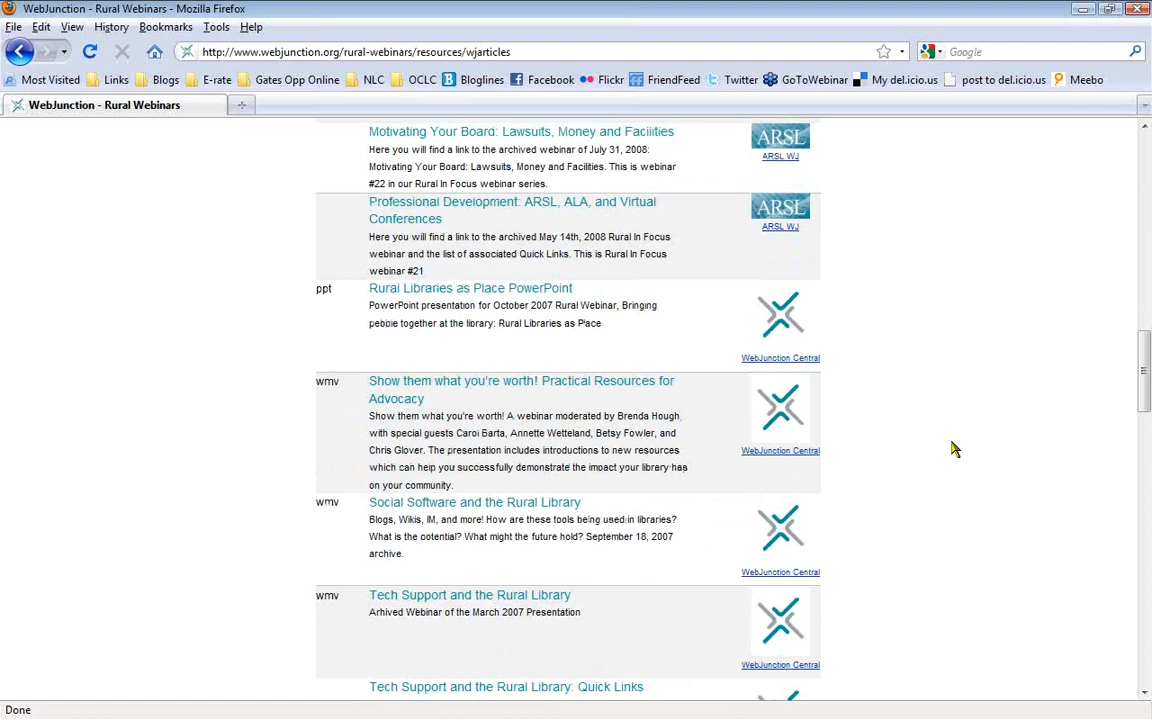 WebJunction - Rural Webinars - Mozilla Firefox
File Edit View History Bookmarks Tools Help
http://www.webjunction.org/rural-webinars/resources/wjarticles
Google
Most Visited Links Blogs E-rate Gates Opp Online NLC OCLC Bloglines Facebook Flickr FriendFeed Twitter GoToWebinar My del.icio.us post to del.icio.us Meebo
WebJunction - Rural Webinars
Motivating Your Board: Lawsuits, Money and Facilities
Here you will find a link to the archived webinar of July 31, 2008:
Motivating Your Board: Lawsuits, Money and Facilities. This is webinar
#22 in our Rural In Focus webinar series.
ARSL
ARSL WJ
Professional Development: ARSL, ALA, and Virtual
Conferences
Here you will find a link to the archived May 14th, 2008 Rural In Focus
webinar and the list of associated Quick Links. This is Rural In Focus
webinar #21
ARSL
ARSL WJ
ppt
Rural Libraries as Place PowerPoint
PowerPoint presentation for October 2007 Rural Webinar, Bringing
people together at the library: Rural Libraries as Place
WebJunction Central
wmv
Show them what you're worth! Practical Resources for
Advocacy
Show them what you're worth! A webinar moderated by Brenda Hough,
with special guests Carol Barta, Annette Wetteland, Betsy Fowler, and
Chris Glover. The presentation includes introductions to new resources
which can help you successfully demonstrate the impact your library has
on your community.
WebJunction Central
wmv
Social Software and the Rural Library
Blogs, Wikis, IM, and more! How are these tools being used in libraries?
What is the potential? What might the future hold? September 18, 2007
archive.
WebJunction Central
wmv
Tech Support and the Rural Library
Arhived Webinar of the March 2007 Presentation
WebJunction Central
Tech Support and the Rural Library: Quick Links
Done